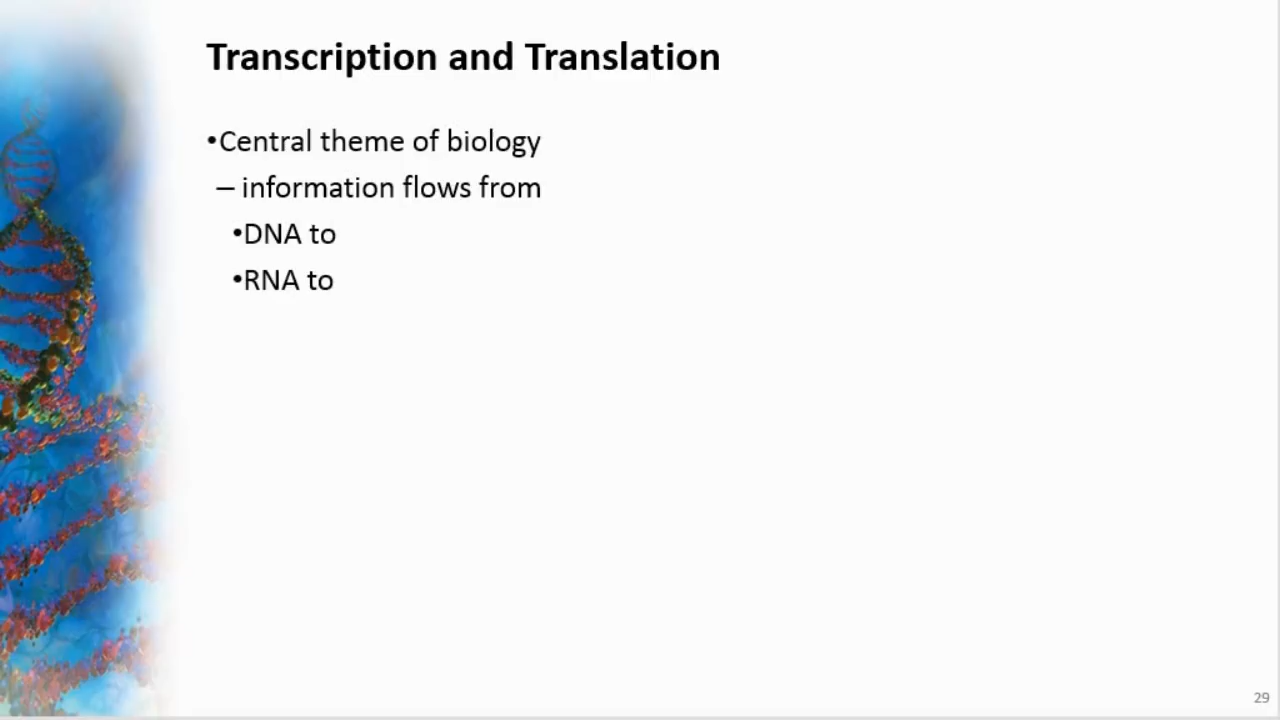 Transcription and Translation
•Central theme of biology
– information flows from
•DNA to
•RNA to
29